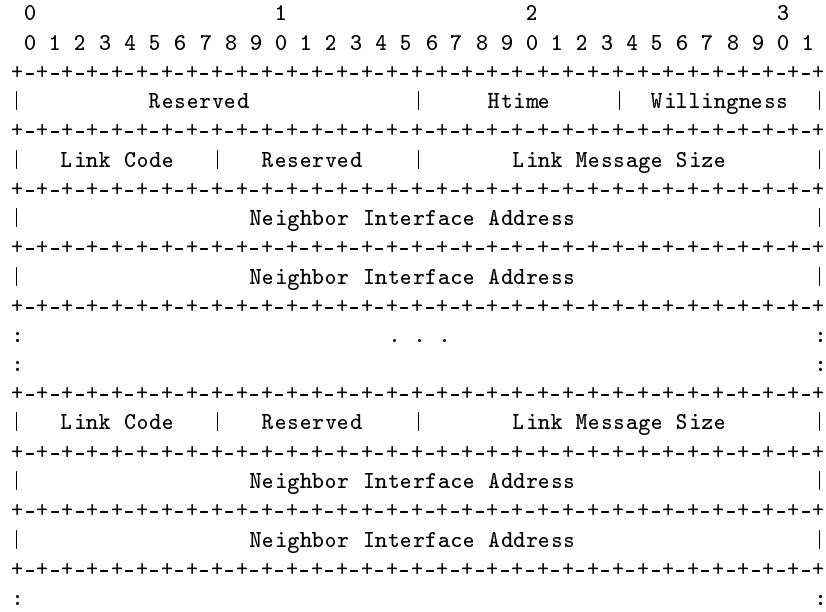 0                   1                   2                   3
 0 1 2 3 4 5 6 7 8 9 0 1 2 3 4 5 6 7 8 9 0 1 2 3 4 5 6 7 8 9 0 1
+-+-+-+-+-+-+-+-+-+-+-+-+-+-+-+-+-+-+-+-+-+-+-+-+-+-+-+-+-+-+-+-+
|          Reserved             |     Htime     |  Willingness  |
+-+-+-+-+-+-+-+-+-+-+-+-+-+-+-+-+-+-+-+-+-+-+-+-+-+-+-+-+-+-+-+-+
|   Link Code   |   Reserved    |       Link Message Size       |
+-+-+-+-+-+-+-+-+-+-+-+-+-+-+-+-+-+-+-+-+-+-+-+-+-+-+-+-+-+-+-+-+
|                  Neighbor Interface Address                   |
+-+-+-+-+-+-+-+-+-+-+-+-+-+-+-+-+-+-+-+-+-+-+-+-+-+-+-+-+-+-+-+-+
|                  Neighbor Interface Address                   |
+-+-+-+-+-+-+-+-+-+-+-+-+-+-+-+-+-+-+-+-+-+-+-+-+-+-+-+-+-+-+-+-+
:                             . . .                             :
:                                                               :
+-+-+-+-+-+-+-+-+-+-+-+-+-+-+-+-+-+-+-+-+-+-+-+-+-+-+-+-+-+-+-+-+
|   Link Code   |   Reserved    |       Link Message Size       |
+-+-+-+-+-+-+-+-+-+-+-+-+-+-+-+-+-+-+-+-+-+-+-+-+-+-+-+-+-+-+-+-+
|                  Neighbor Interface Address                   |
+-+-+-+-+-+-+-+-+-+-+-+-+-+-+-+-+-+-+-+-+-+-+-+-+-+-+-+-+-+-+-+-+
|                  Neighbor Interface Address                   |
+-+-+-+-+-+-+-+-+-+-+-+-+-+-+-+-+-+-+-+-+-+-+-+-+-+-+-+-+-+-+-+-+
:                                                               :